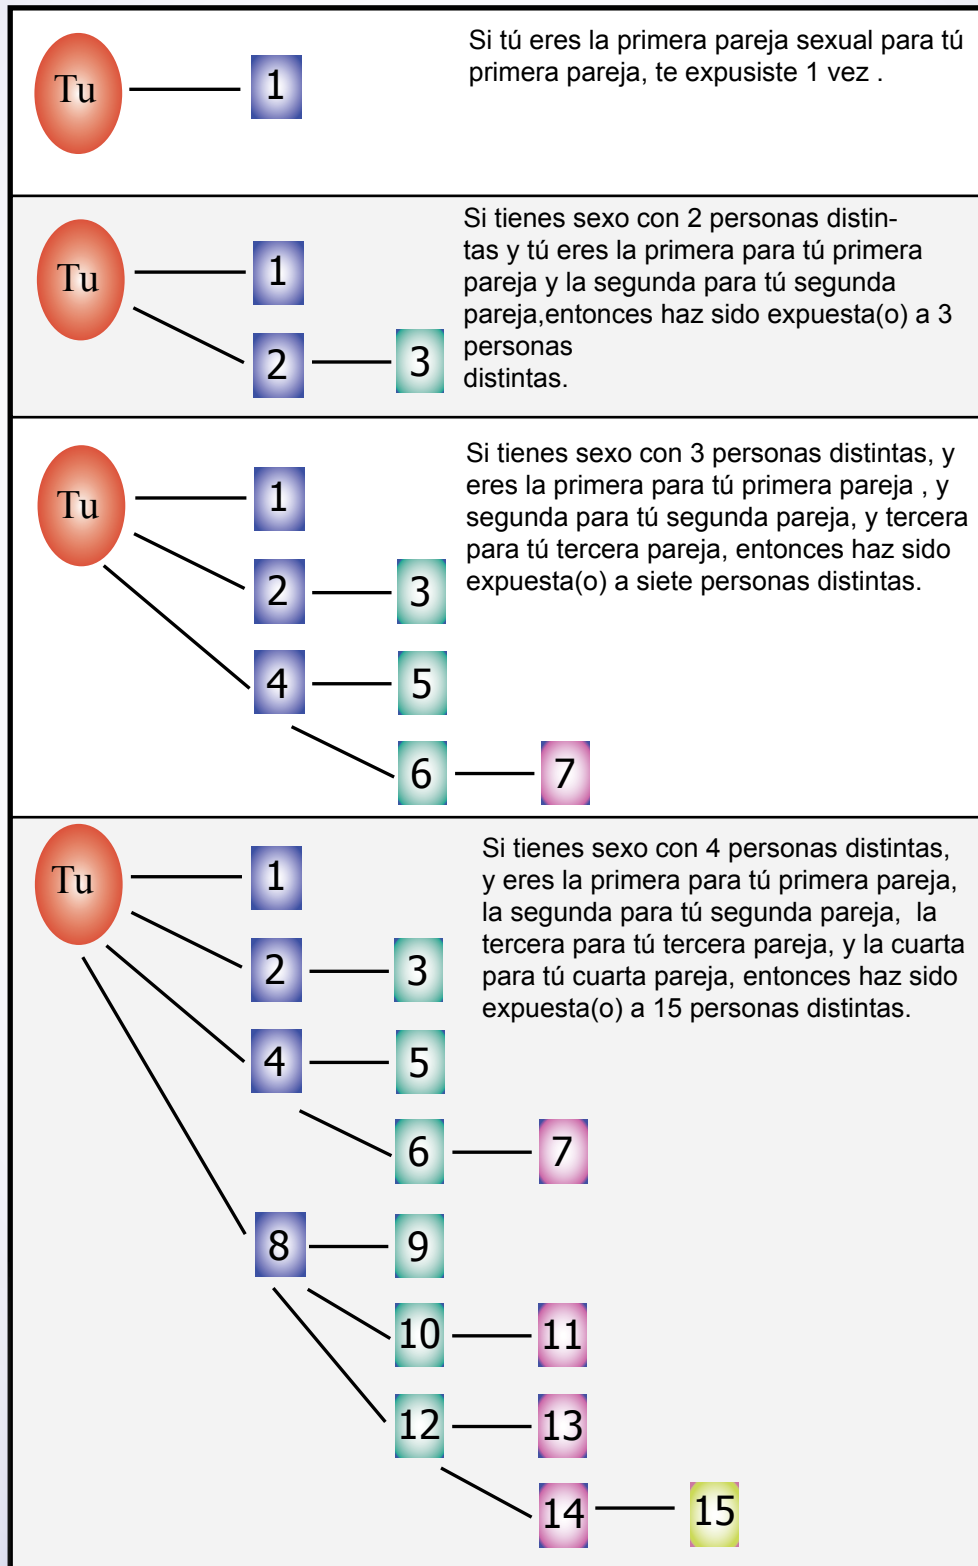 Tu
1
Si tú eres la primera pareja sexual para tú
primera pareja, te expusiste 1 vez .
Tu
1
2
3
Si tienes sexo con 2 personas distin-
tas y tú eres la primera para tú primera
pareja y la segunda para tú segunda
pareja,entonces haz sido expuesta(o) a 3
personas
distintas.
Tu
1
2
3
4
5
6
7
Si tienes sexo con 3 personas distintas, y
eres la primera para tú primera pareja , y
segunda para tú segunda pareja, y tercera
para tú tercera pareja, entonces haz sido
expuesta(o) a siete personas distintas.
Tu
1
2
3
4
5
6
7
8
9
10
11
12
13
14
15
Si tienes sexo con 4 personas distintas,
y eres la primera para tú primera pareja,
la segunda para tú segunda pareja,  la
tercera para tú tercera pareja, y la cuarta
para tú cuarta pareja, entonces haz sido
expuesta(o) a 15 personas distintas.